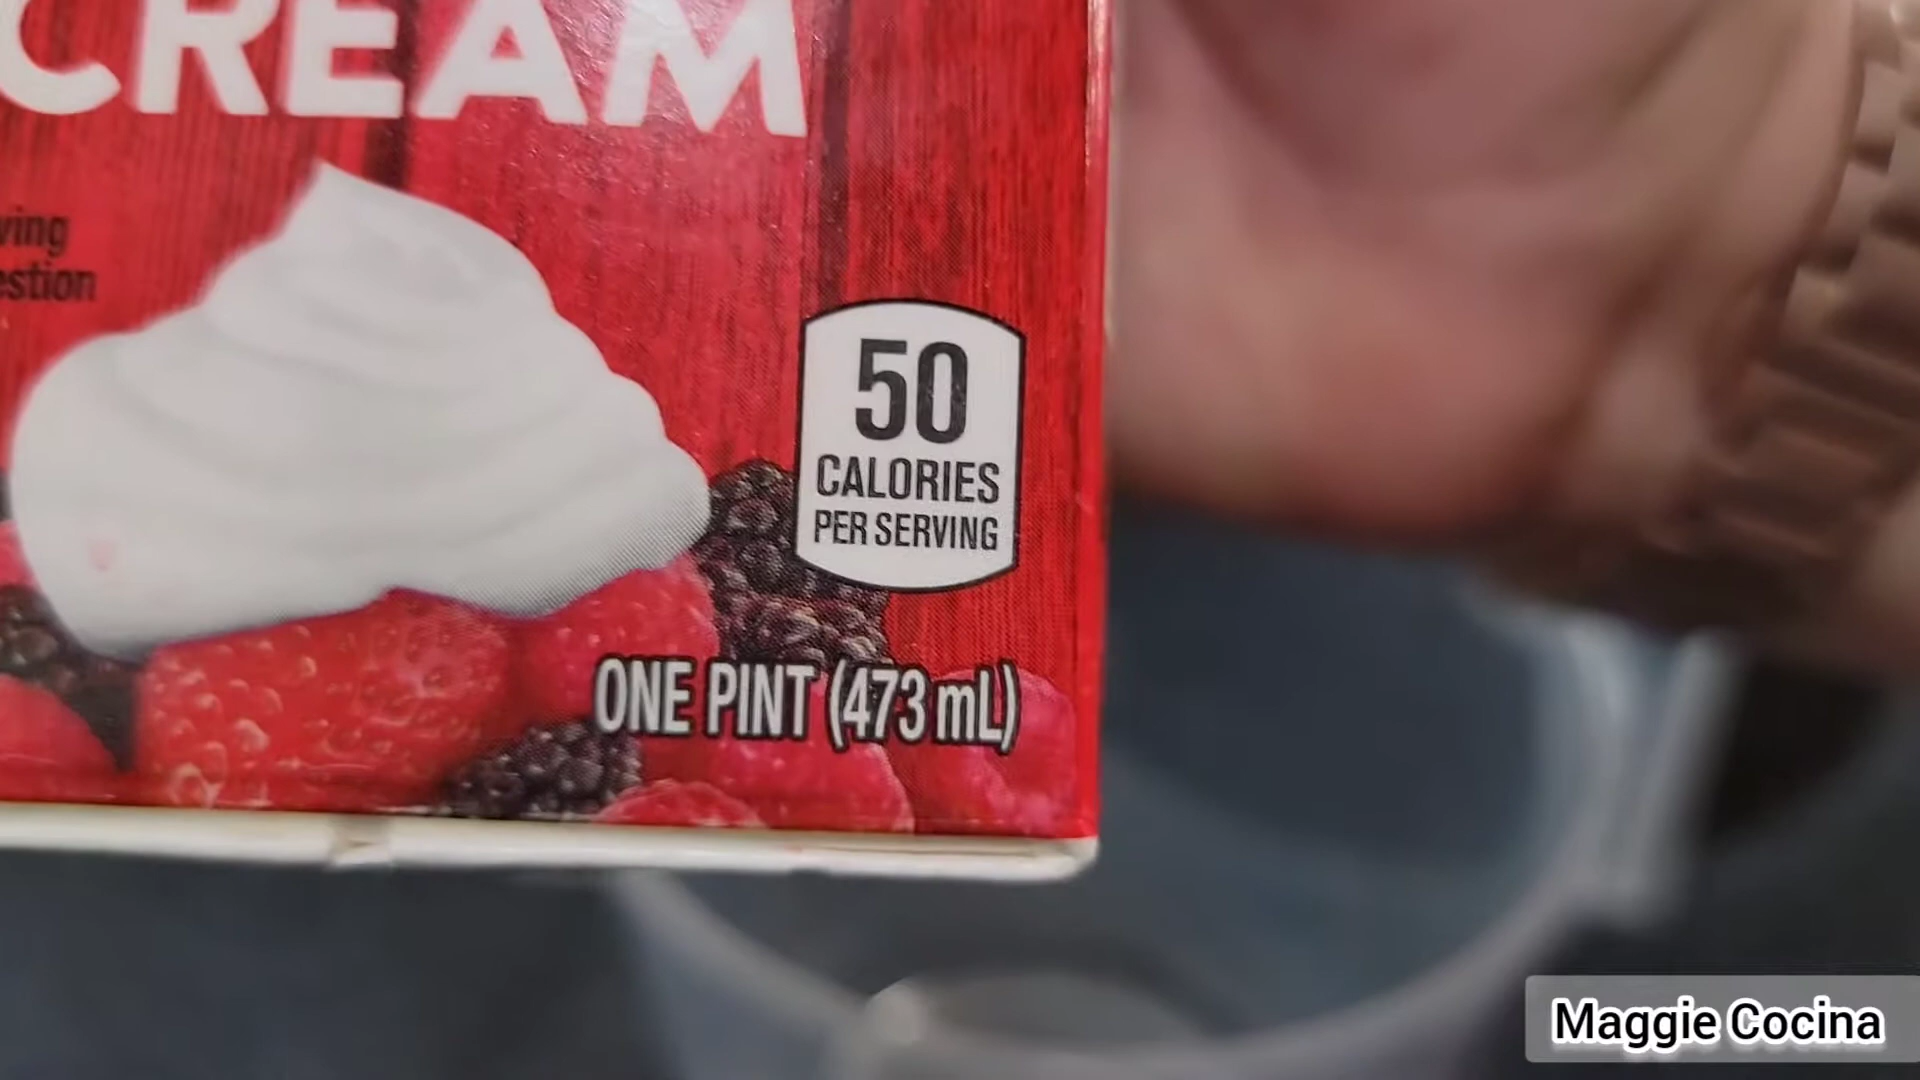 CREAM
50
CALORIES
PER SERVING
ONE PINT (473 mL)
Maggie Cocina